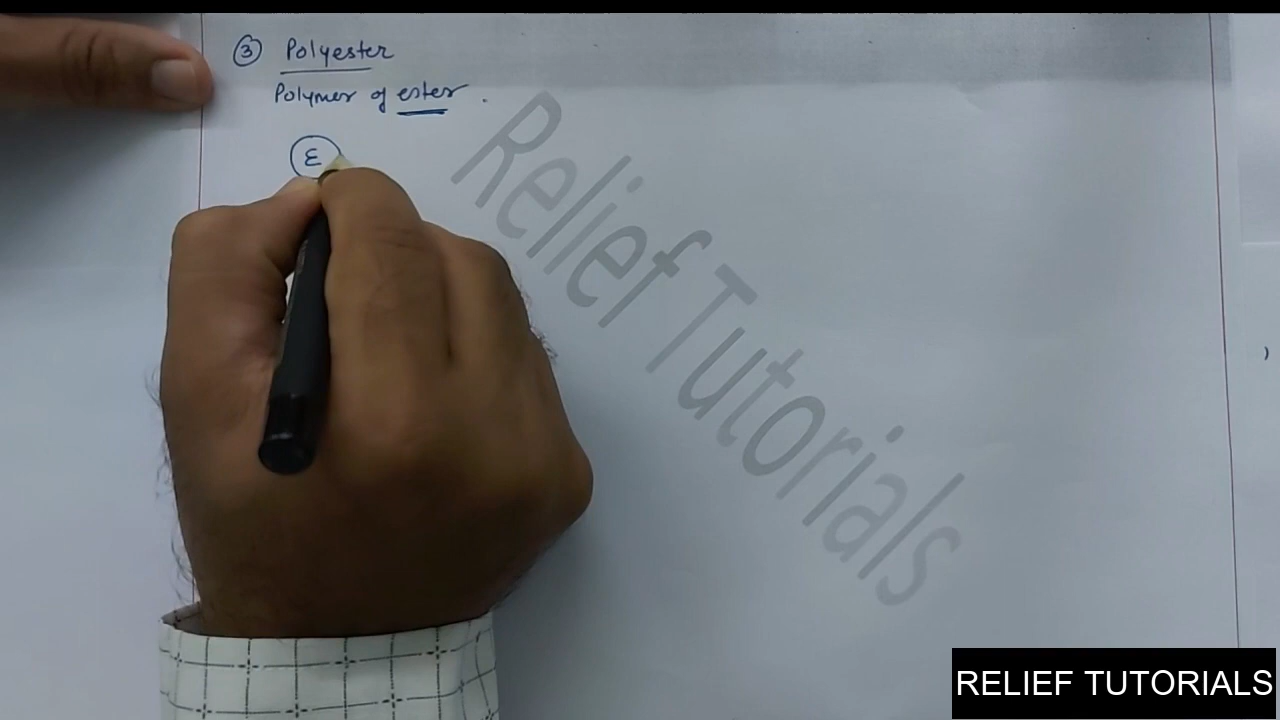 ③ Polyester
Polymer of ester.
E
Relief Tutorials
RELIEF TUTORIALS